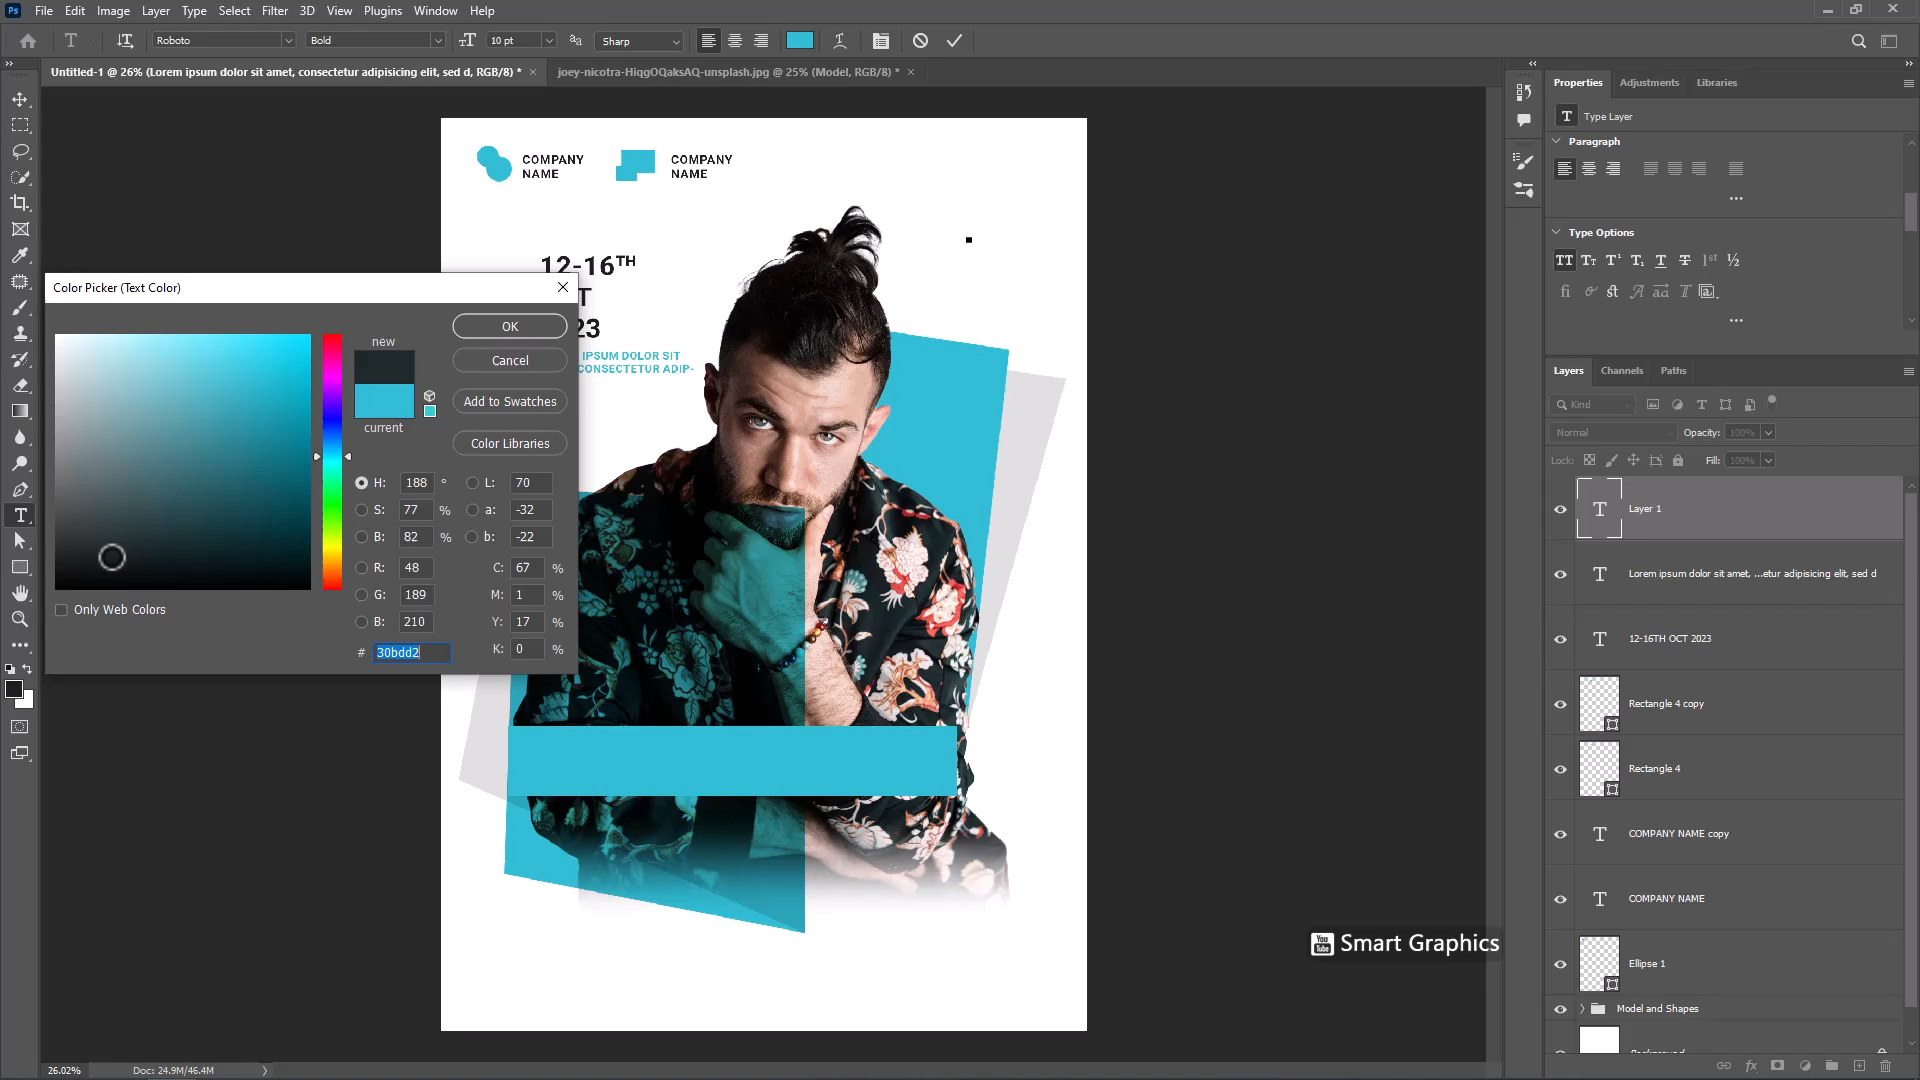 Ps File Edit Image Layer Type Select Filter 3D View Plugins Window Help
Roboto Bold 10 pt Sharp
Untitled-1 @ 26% (Lorem ipsum dolor sit amet, consectetur adipisicing elit, sed d, RGB/8) *
joey-nicotra-HiqgOQaksAQ-unsplash.jpg @ 25% (Model, RGB/8) *
COMPANY
NAME
COMPANY
NAME
12-16TH
T
23
IPSUM DOLOR SIT
CONSECTETUR ADIP-
Color Picker (Text Color)
new
current
OK
Cancel
Add to Swatches
Color Libraries
H: 188 °
S: 77 %
B: 82 %
R: 48
G: 189
B: 210
# 30bdd2
L: 70
a: -32
b: -22
C: 67 %
M: 1 %
Y: 17 %
K: 0 %
Only Web Colors
You
Tube
Smart Graphics
26.02% Doc: 24.9M/46.4M
Properties Adjustments Libraries
T Type Layer
Paragraph
Type Options
Layers Channels Paths
Kind
Normal Opacity: 100%
Lock: Fill: 100%
Layer 1
Lorem ipsum dolor sit amet, ...etur adipisicing elit, sed d
12-16TH OCT 2023
Rectangle 4 copy
Rectangle 4
COMPANY NAME copy
COMPANY NAME
Ellipse 1
Model and Shapes